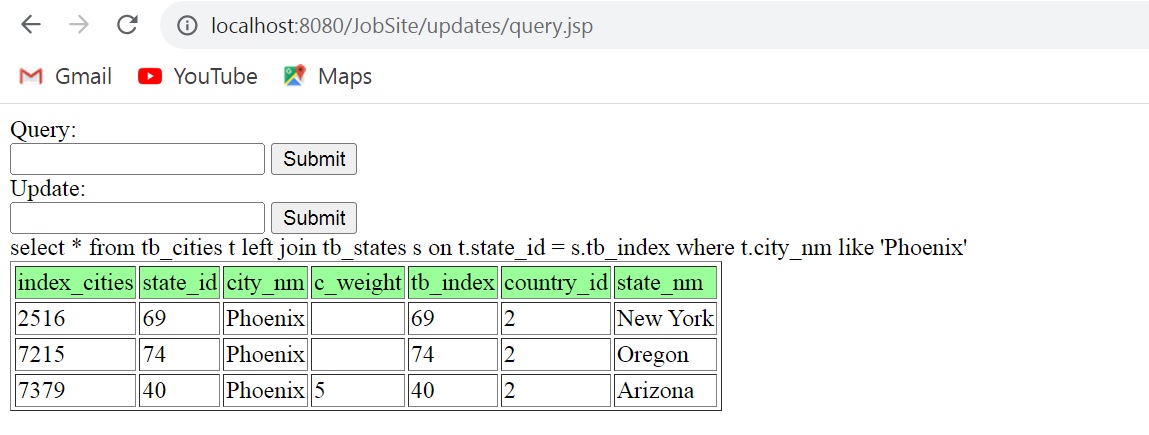 localhost:8080/JobSite/updates/query.jsp
Gmail YouTube Maps
Query:
Submit
Update:
Submit
select * from tb_cities t left join tb_states s on t.state_id = s.tb_index where t.city_nm like 'Phoenix'
index_cities state_id city_nm c_weight tb_index country_id state_nm
2516 69 Phoenix 69 2 New York
7215 74 Phoenix 74 2 Oregon
7379 40 Phoenix 5 40 2 Arizona